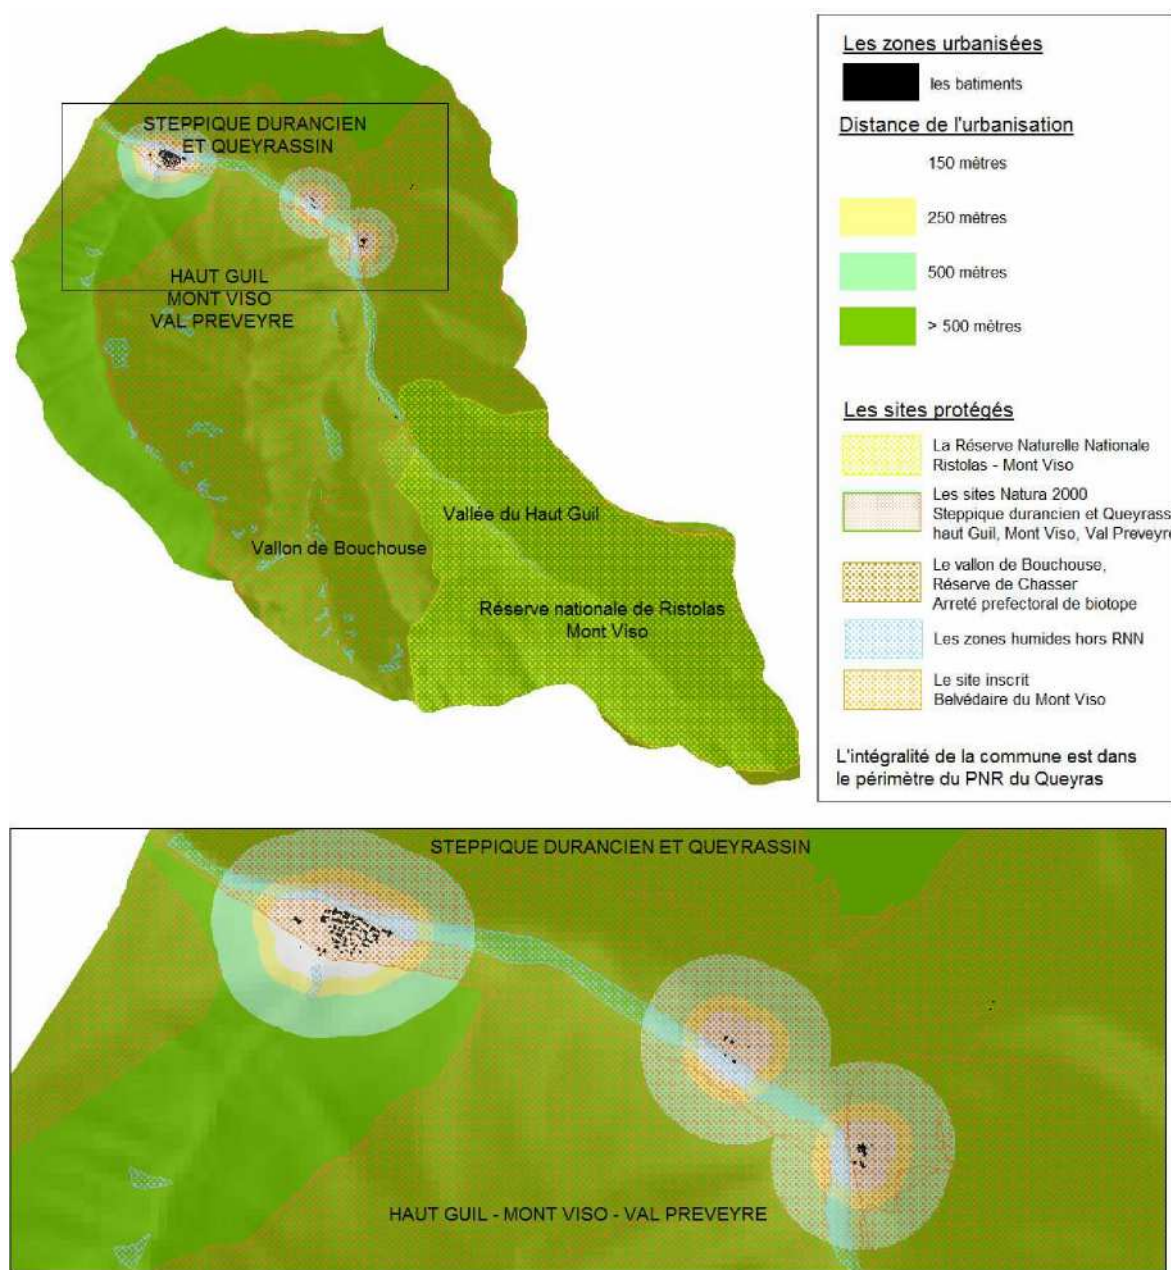 STEPPIQUE DURANCIEN
ET QUEYRASSIN
HAUT GUIL
MONT VISO
VAL PREVEYRE
Vallée du Haut Guil
Vallon de Bouchouse
Réserve nationale de Ristolas
Mont Viso
Les zones urbanisées
les batiments
Distance de l'urbanisation
150 mètres
250 mètres
500 mètres
> 500 mètres
Les sites protégés
La Réserve Naturelle Nationale
Ristolas - Mont Viso
Les sites Natura 2000
Steppique durancien et Queyrass
haut Guil, Mont Viso, Val Preveyre
Le vallon de Bouchouse,
Réserve de Chasser
Arreté prefectoral de biotope
Les zones humides hors RNN
Le site inscrit
Belvédaire du Mont Viso
L'intégralité de la commune est dans
le périmètre du PNR du Queyras
STEPPIQUE DURANCIEN ET QUEYRASSIN
HAUT GUIL - MONT VISO - VAL PREVEYRE